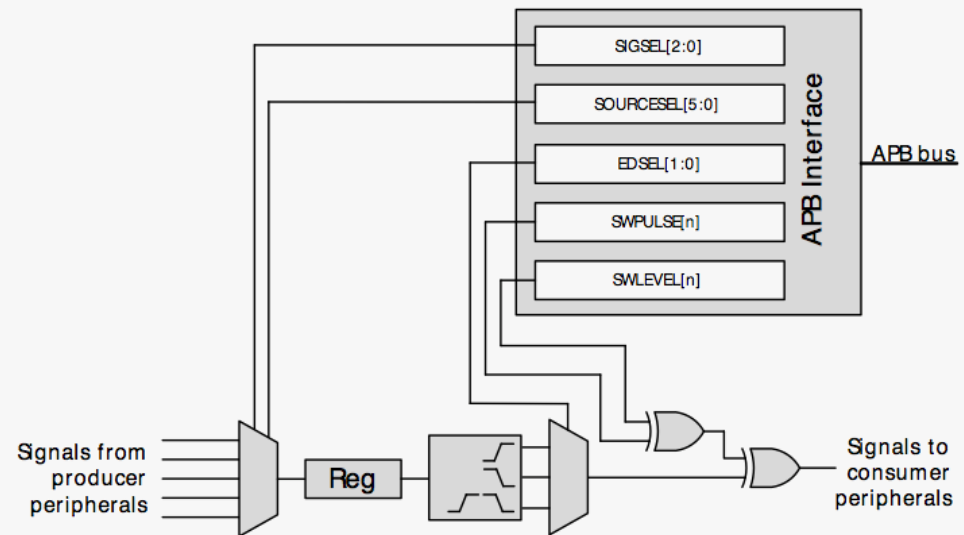 SIGSEL[2:0]
SOURCESEL[5:0]
EDSEL[1:0]
SWPULSE[n]
SWLEVEL[n]
APB Interface
APB bus
Signals from
producer
peripherals
Reg
Signals to
consumer
peripherals